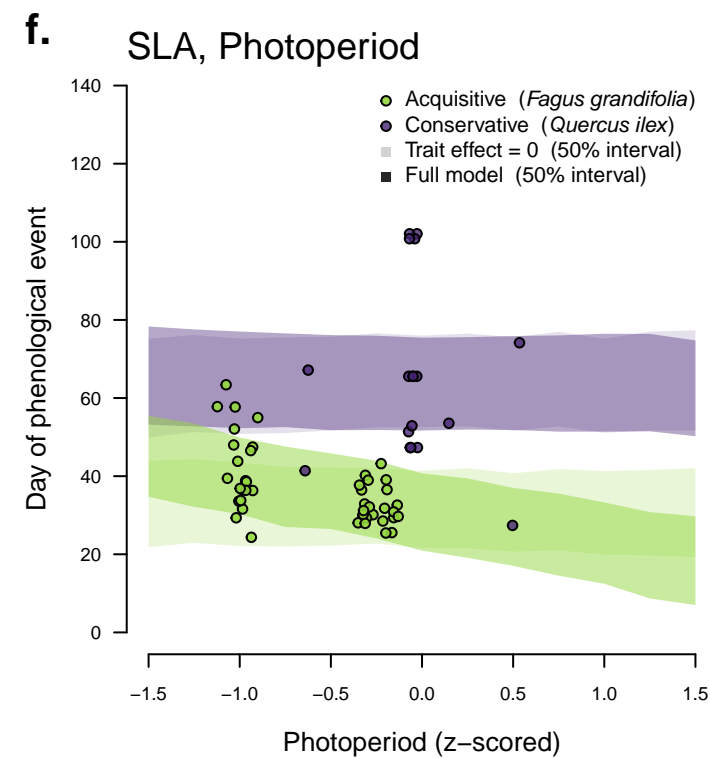 f.
SLA, Photoperiod
Acquisitive (Fagus grandifolia)
Conservative (Quercus ilex)
Trait effect = 0 (50% interval)
Full model (50% interval)
Day of phenological event
140
120
100
80
60
40
20
0
−1.5 −1.0 −0.5 0.0 0.5 1.0 1.5
Photoperiod (z−scored)